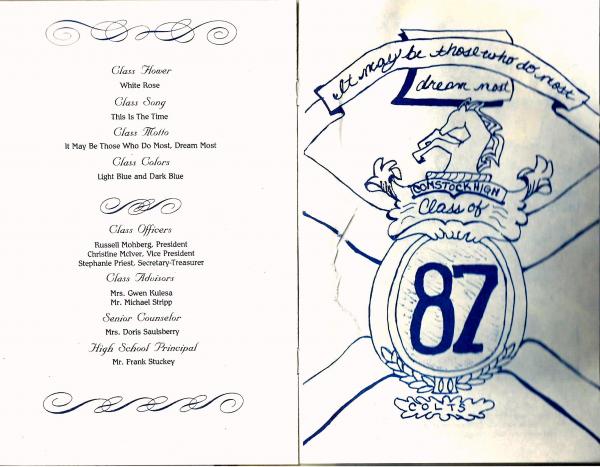 Class Flower
White Rose
Class Song
This Is The Time
Class Motto
It May Be Those Who Do Most, Dream Most
Class Colors
Light Blue and Dark Blue
Class Officers
Russell Mohberg, President
Christine McIver, Vice President
Stephanie Priest, Secretary-Treasurer
Class Advisors
Mrs. Gwen Kulesa
Mr. Michael Stripp
Senior Counselor
Mrs. Doris Saulsberry
High School Principal
Mr. Frank Stuckey
It may be those who do most
dream most
COMSTOCK HIGH
Class of
87
COLTS